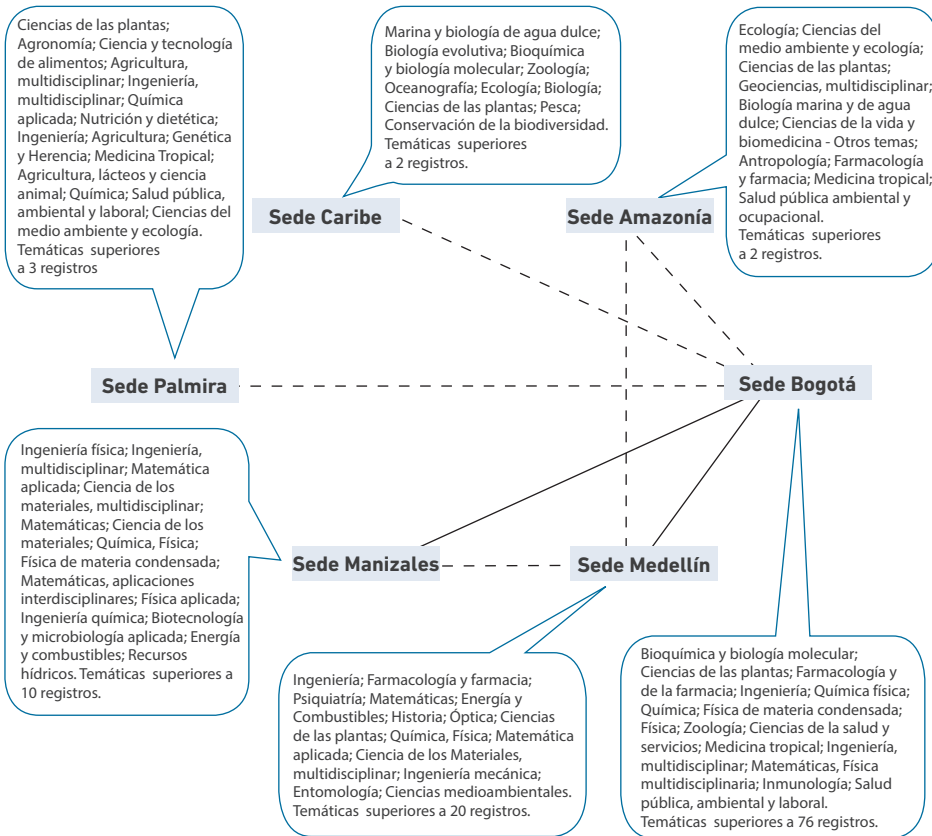 Ciencias de las plantas;
Agronomía; Ciencia y tecnología
de alimentos; Agricultura,
multidisciplinar; Ingeniería,
multidisciplinar; Química
aplicada; Nutrición y dietética;
Ingeniería; Agricultura; Genética
y Herencia; Medicina Tropical;
Agricultura, lácteos y ciencia
animal; Química; Salud pública,
ambiental y laboral; Ciencias del
medio ambiente y ecología.
Temáticas superiores
a 3 registros
Marina y biología de agua dulce;
Biología evolutiva; Bioquímica
y biología molecular; Zoología;
Oceanografía; Ecología; Biología;
Ciencias de las plantas; Pesca;
Conservación de la biodiversidad.
Temáticas superiores
a 2 registros.
Ecología; Ciencias del
medio ambiente y ecología;
Ciencias de las plantas;
Geociencias, multidisciplinar;
Biología marina y de agua
dulce; Ciencias de la vida y
biomedicina - Otros temas;
Antropología; Farmacología
y farmacia; Medicina tropical;
Salud pública ambiental y
ocupacional.
Temáticas superiores
a 2 registros.
Sede Caribe
Sede Amazonía
Sede Palmira
Sede Bogotá
Ingeniería física; Ingeniería,
multidisciplinar; Matemática
aplicada; Ciencia de los
materiales, multidisciplinar;
Matemáticas; Ciencia de los
materiales; Química, Física;
Física de materia condensada;
Matemáticas, aplicaciones
interdisciplinares; Física aplicada;
Ingeniería química; Biotecnología
y microbiología aplicada; Energía
y combustibles; Recursos
hídricos. Temáticas superiores a
10 registros.
Sede Manizales
Sede Medellín
Ingeniería; Farmacología y farmacia;
Psiquiatría; Matemáticas; Energía y
Combustibles; Historia; Óptica; Ciencias
de las plantas; Química, Física; Matemática
aplicada; Ciencia de los Materiales,
multidisciplinar; Ingeniería mecánica;
Entomología; Ciencias medioambientales.
Temáticas superiores a 20 registros.
Bioquímica y biología molecular;
Ciencias de las plantas; Farmacología y
de la farmacia; Ingeniería; Química física;
Química; Física de materia condensada;
Física; Zoología; Ciencias de la salud y
servicios; Medicina tropical; Ingeniería,
multidisciplinar; Matemáticas, Física
multidisciplinaria; Inmunología; Salud
pública, ambiental y laboral.
Temáticas superiores a 76 registros.